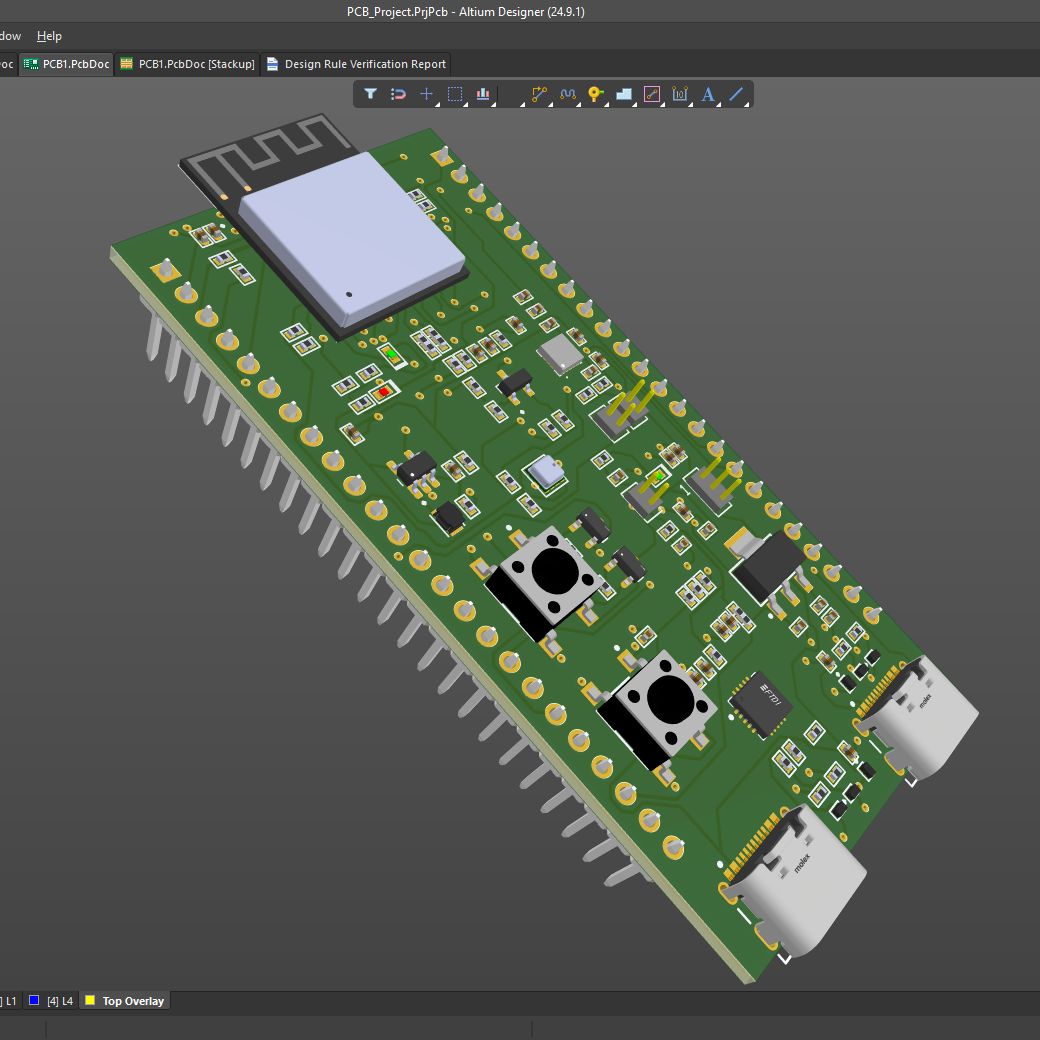 PCB_Project.PrjPcb - Altium Designer (24.9.1)
dow Help
oc PCB1.PcbDoc PCB1.PcbDoc [Stackup] Design Rule Verification Report
10 A
molex
molex
] L1 [4] L4 Top Overlay